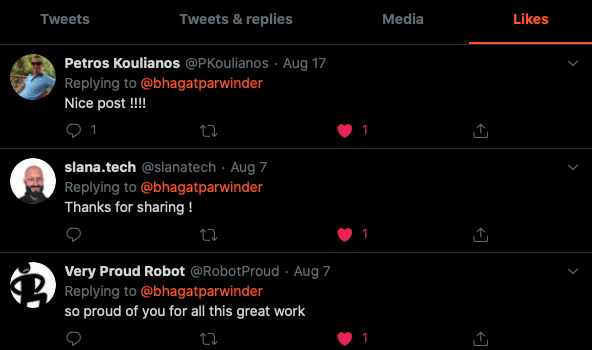 Tweets Tweets & replies Media Likes
Petros Koulianos @PKoulianos · Aug 17
Replying to @bhagatparwinder
Nice post !!!!
1 1
slana.tech @slanatech · Aug 7
Replying to @bhagatparwinder
Thanks for sharing !
1
Very Proud Robot @RobotProud · Aug 7
Replying to @bhagatparwinder
so proud of you for all this great work
1